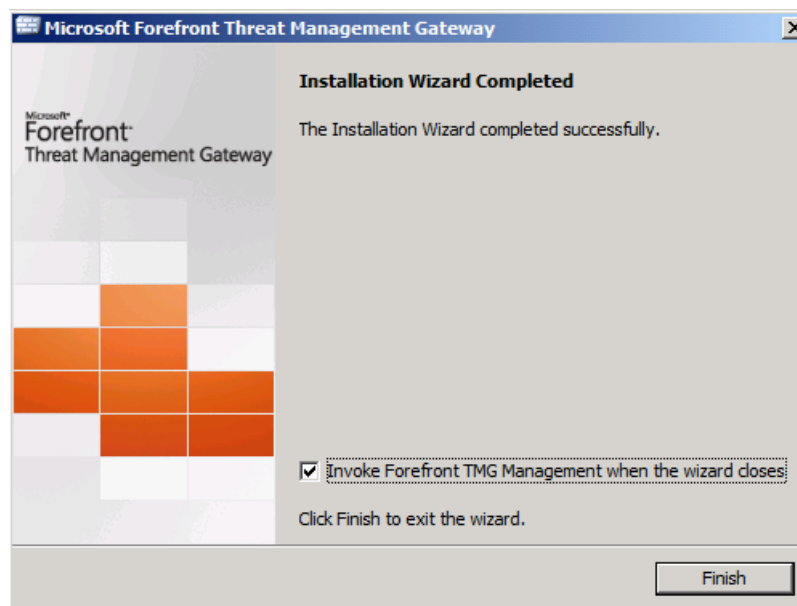 Microsoft Forefront Threat Management Gateway
Installation Wizard Completed
The Installation Wizard completed successfully.
Microsoft®
Forefront™
Threat Management Gateway
Invoke Forefront TMG Management when the wizard closes
Click Finish to exit the wizard.
Finish